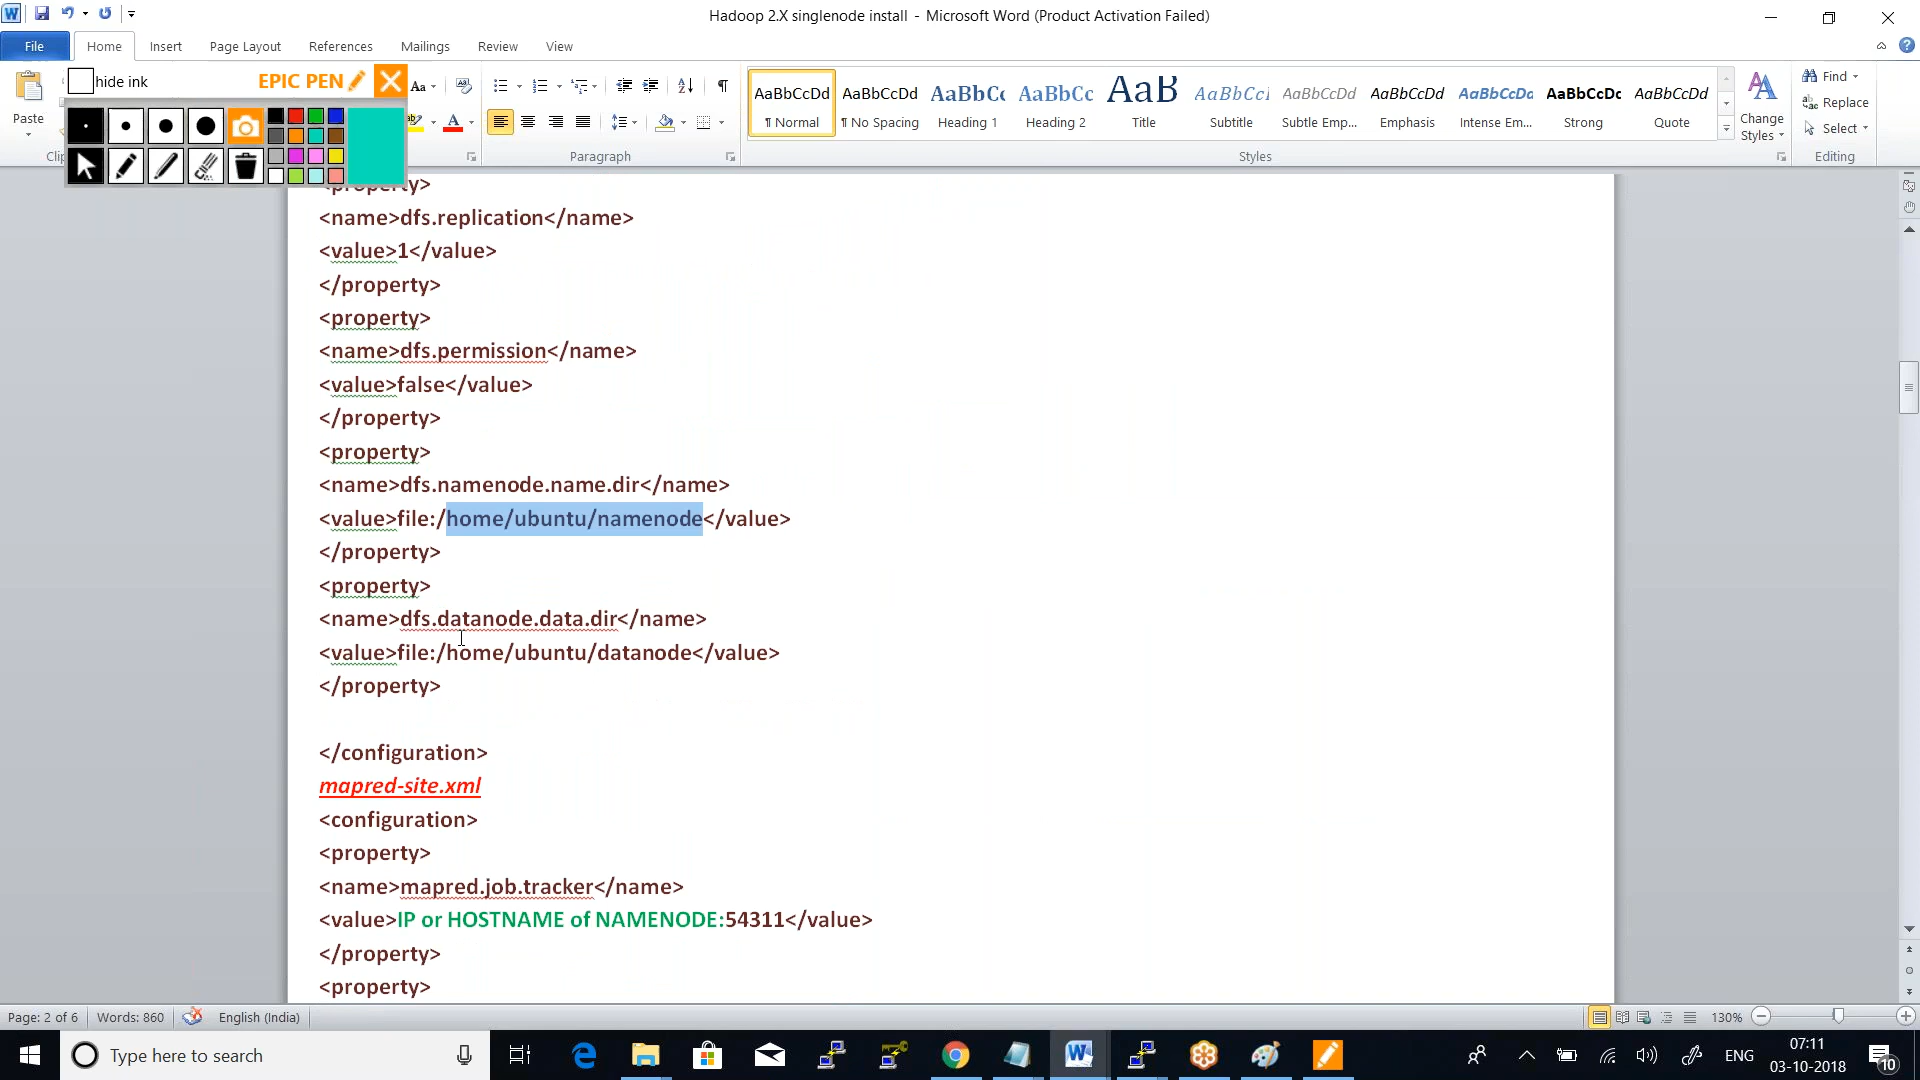 Hadoop 2.X singlenode install - Microsoft Word (Product Activation Failed)
File Home Insert Page Layout References Mailings Review View
hide ink EPIC PEN
Paste
Aa
A
AaBbCcDd AaBbCcDd AaBbCc AaBbCc AaB AaBbCcI AaBbCcDd AaBbCcDd AaBbCcDd AaBbCcDc AaBbCcDd
¶ Normal ¶ No Spacing Heading 1 Heading 2 Title Subtitle Subtle Emp... Emphasis Intense Em... Strong Quote
Change Styles
Find
Replace
Select
Paragraph Styles Editing
<property>
<name>dfs.replication</name>
<value>1</value>
</property>
<property>
<name>dfs.permission</name>
<value>false</value>
</property>
<property>
<name>dfs.namenode.name.dir</name>
<value>file:/home/ubuntu/namenode</value>
</property>
<property>
<name>dfs.datanode.data.dir</name>
<value>file:/home/ubuntu/datanode</value>
</property>
</configuration>
mapred-site.xml
<configuration>
<property>
<name>mapred.job.tracker</name>
<value>IP or HOSTNAME of NAMENODE:54311</value>
</property>
<property>
Page: 2 of 6 Words: 860 English (India) 130%
Type here to search
ENG
07:11
03-10-2018
10